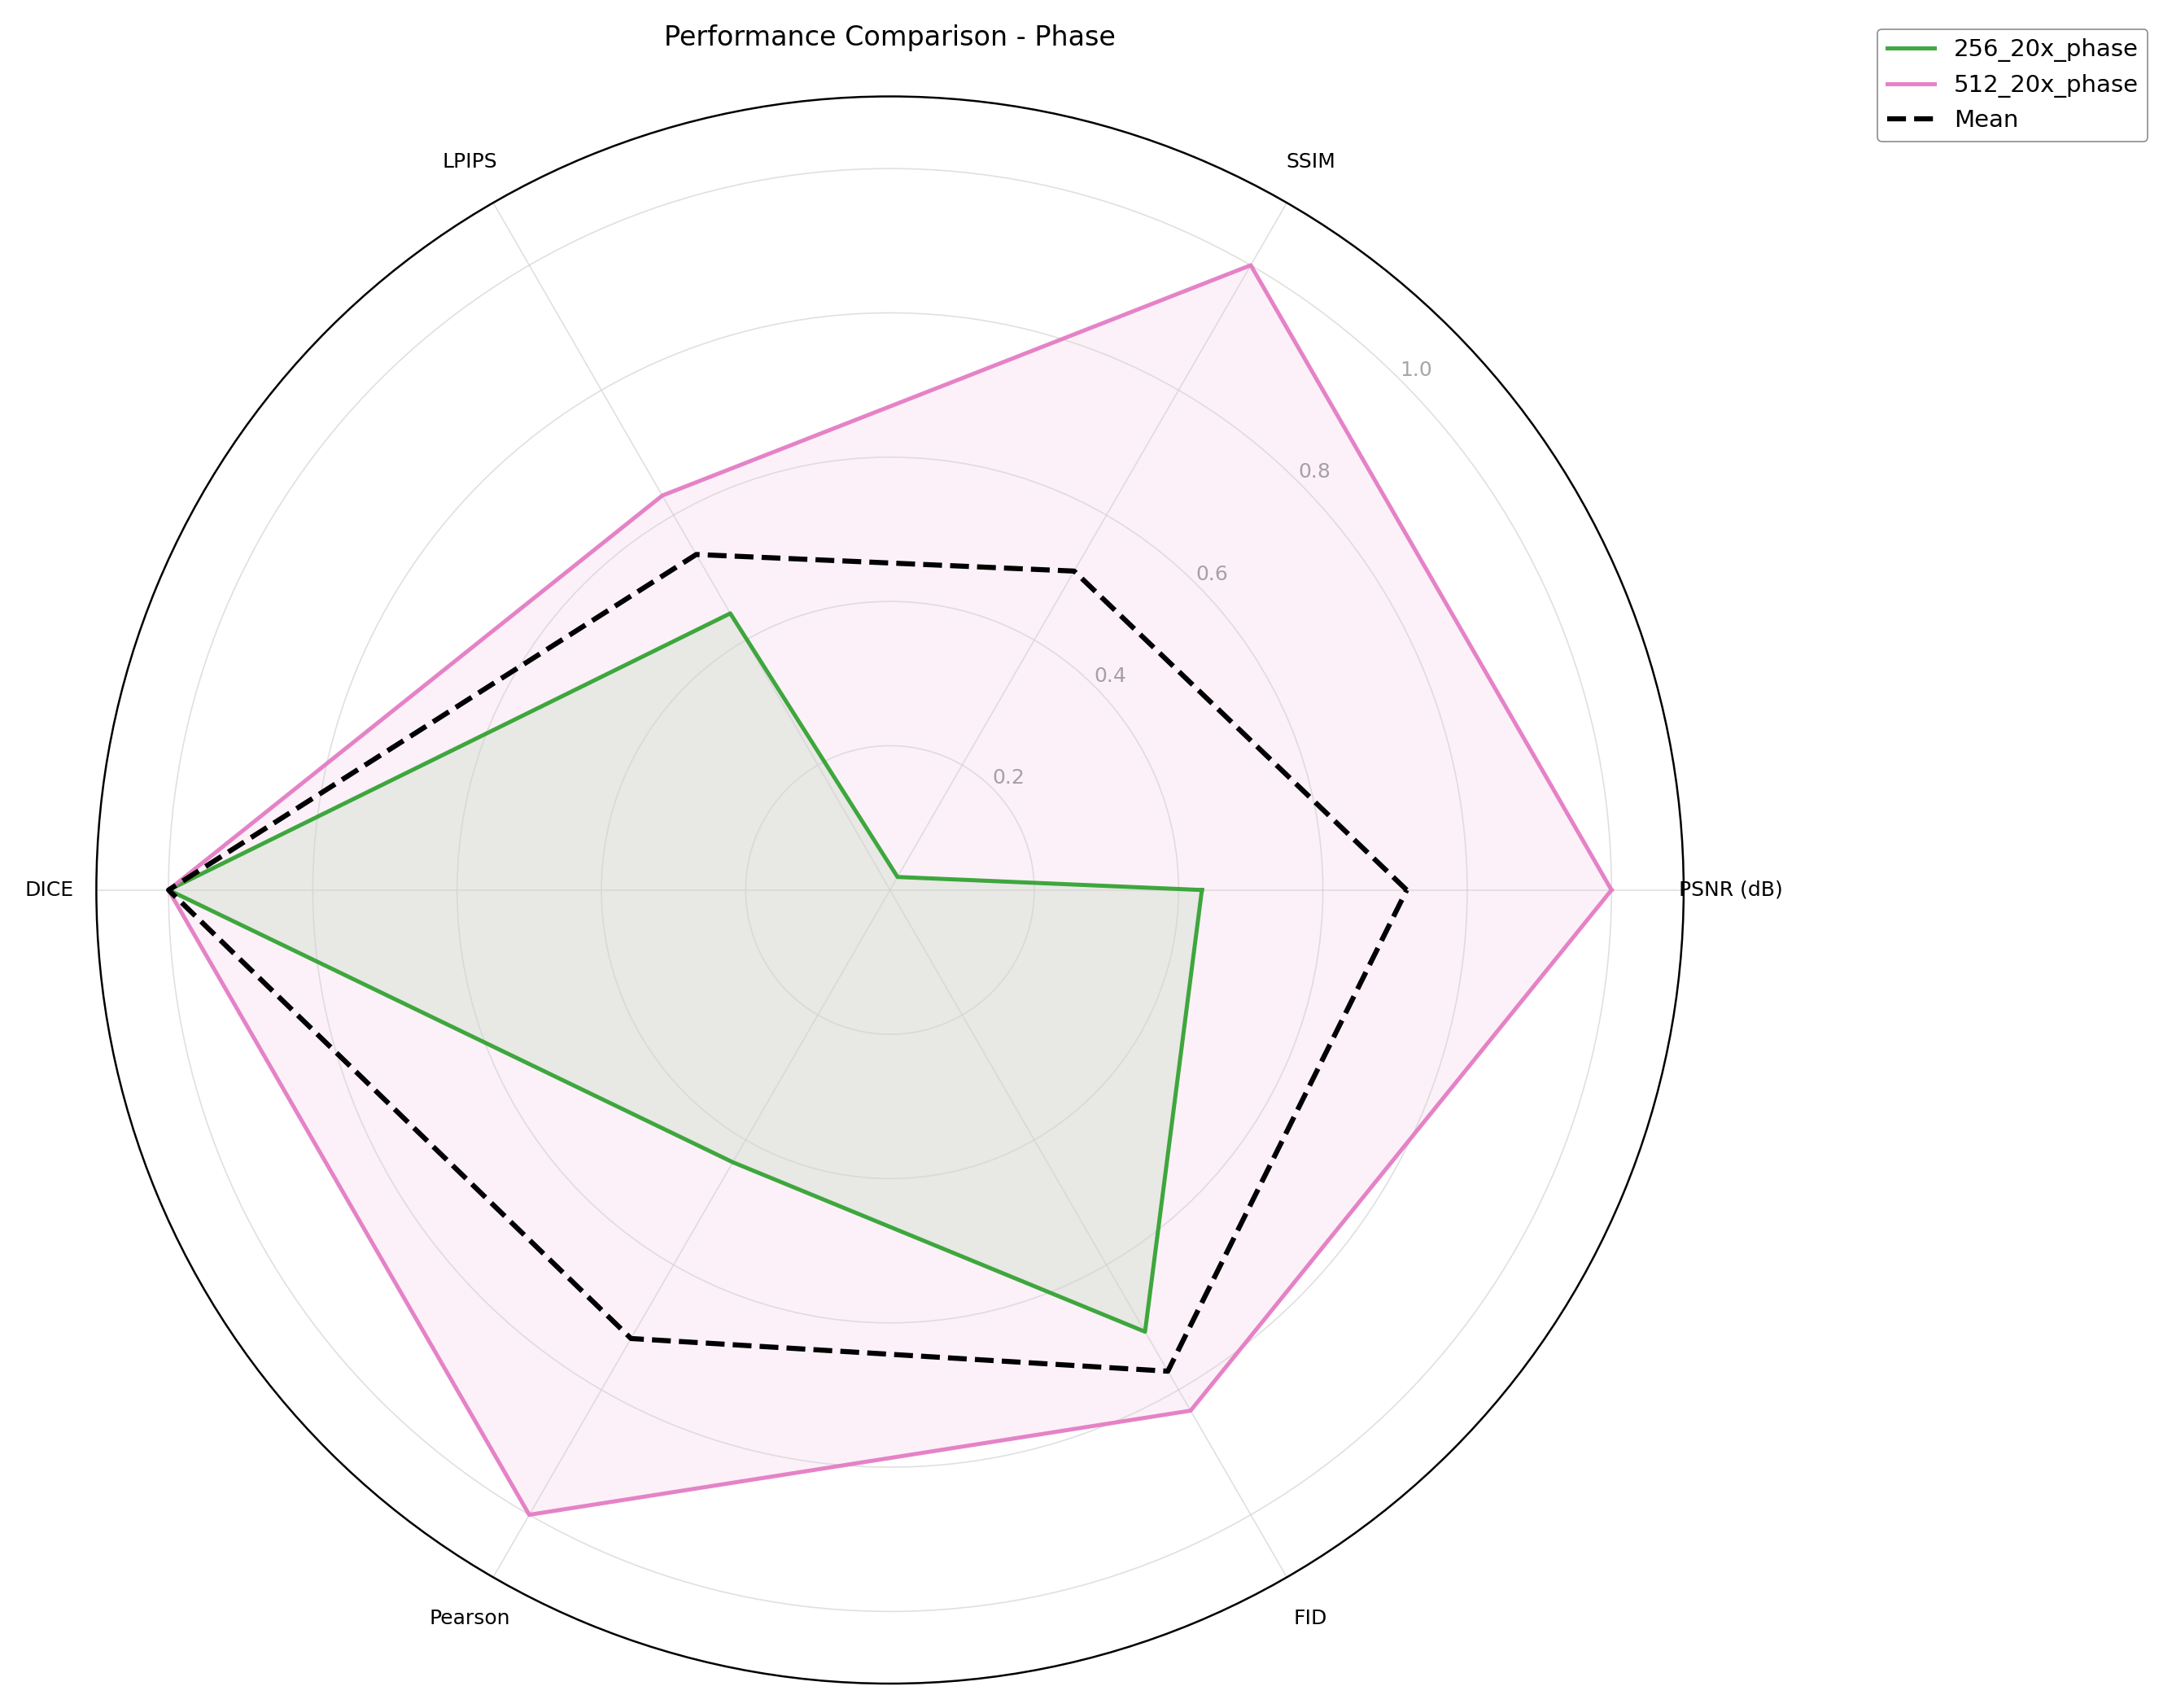 Performance Comparison - Phase
256_20x_phase
512_20x_phase
Mean
LPIPS
SSIM
1.0
0.8
0.6
0.4
0.2
DICE
PSNR (dB)
Pearson
FID